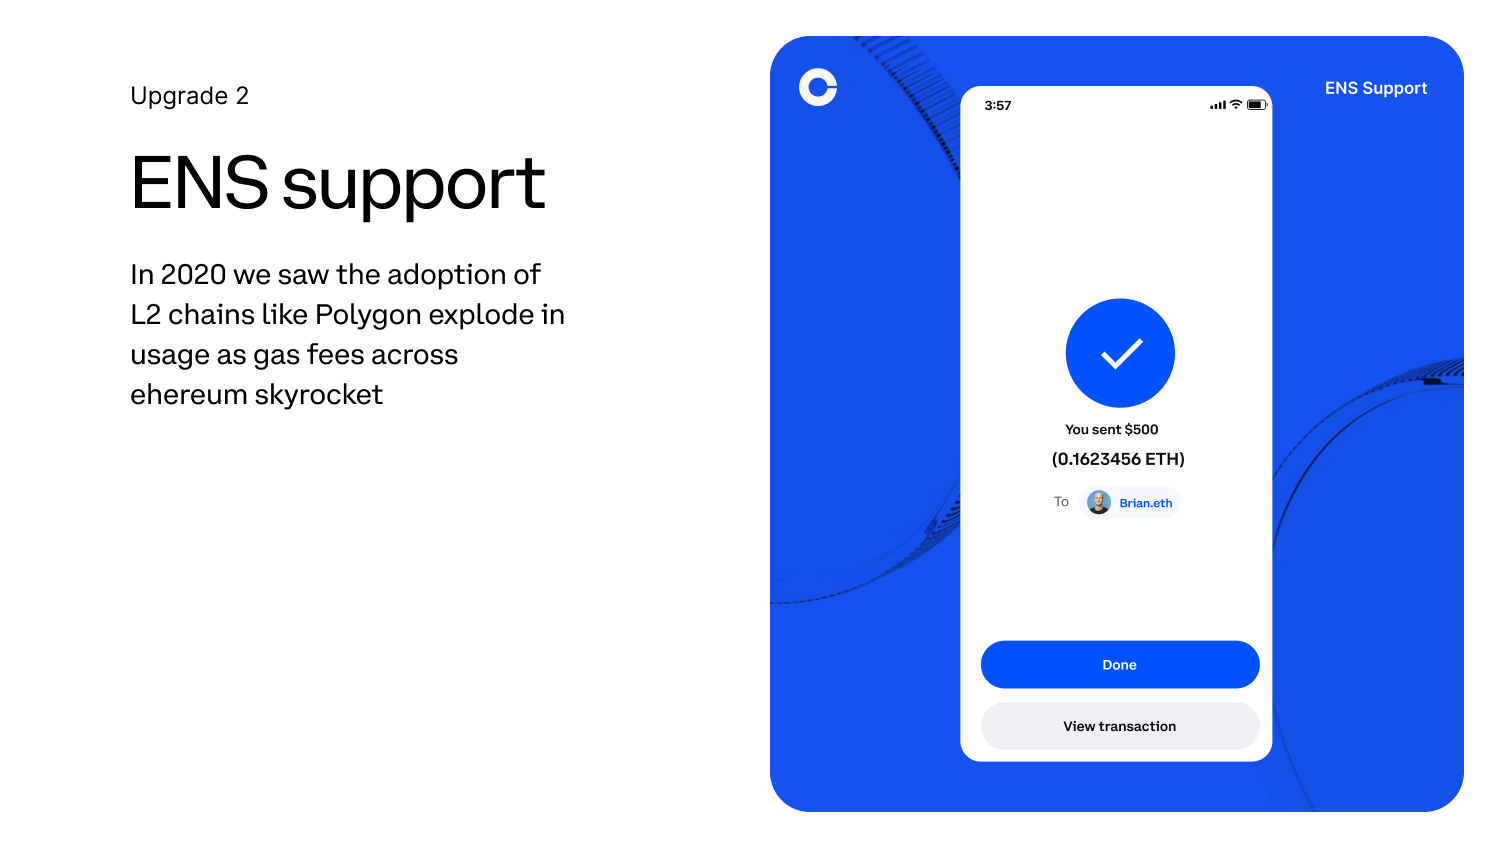 Upgrade 2
ENS support
In 2020 we saw the adoption of
L2 chains like Polygon explode in
usage as gas fees across
ehereum skyrocket
ENS Support
3:57
You sent $500
(0.1623456 ETH)
To Brian.eth
Done
View transaction